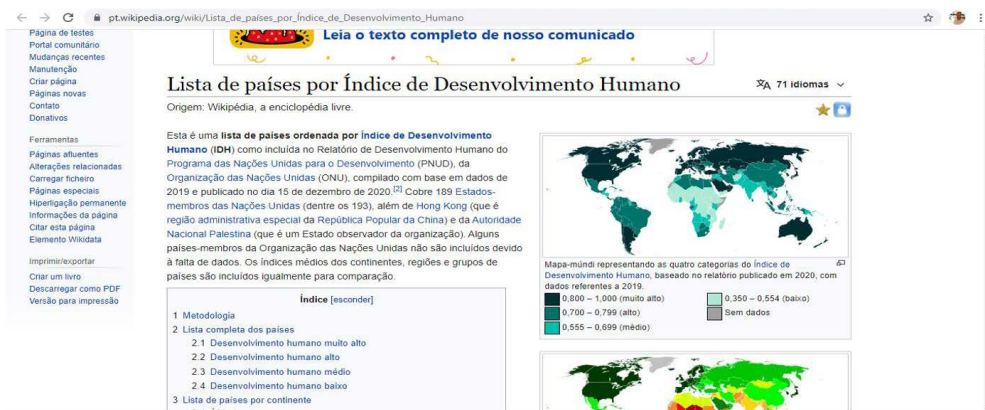 pt.wikipedia.org/wiki/Lista_de_países_por_Índice_de_Desenvolvimento_Humano
Página de testes
Portal comunitário
Mudanças recentes
Manutenção
Criar página
Páginas novas
Contato
Donativos
Ferramentas
Páginas afluentes
Alterações relacionadas
Carregar ficheiro
Páginas especiais
Hiperligação permanente
Informações da página
Citar esta página
Elemento Wikidata
Imprimir/exportar
Criar um livro
Descarregar como PDF
Versão para impressão
Leia o texto completo de nosso comunicado
Lista de países por Índice de Desenvolvimento Humano
71 idiomas
Origem: Wikipédia, a enciclopédia livre.
Esta é uma lista de países ordenada por Índice de Desenvolvimento
Humano (IDH) como incluída no Relatório de Desenvolvimento Humano do
Programa das Nações Unidas para o Desenvolvimento (PNUD), da
Organização das Nações Unidas (ONU), compilado com base em dados de
2019 e publicado no dia 15 de dezembro de 2020.[2] Cobre 189 Estados-
membros das Nações Unidas (dentre os 193), além de Hong Kong (que é
região administrativa especial da República Popular da China) e da Autoridade
Nacional Palestina (que é um Estado observador da organização). Alguns
países-membros da Organização das Nações Unidas não são incluídos devido
à falta de dados. Os índices médios dos continentes, regiões e grupos de
países são incluídos igualmente para comparação.
Índice [esconder]
1 Metodologia
2 Lista completa dos países
2.1 Desenvolvimento humano muito alto
2.2 Desenvolvimento humano alto
2.3 Desenvolvimento humano médio
2.4 Desenvolvimento humano baixo
3 Lista de países por continente
Mapa-múndi representando as quatro categorias do Índice de
Desenvolvimento Humano, baseado no relatório publicado em 2020, com
dados referentes a 2019.
0,800 – 1,000 (muito alto)
0,700 – 0,799 (alto)
0,555 – 0,699 (médio)
0,350 – 0,554 (baixo)
Sem dados